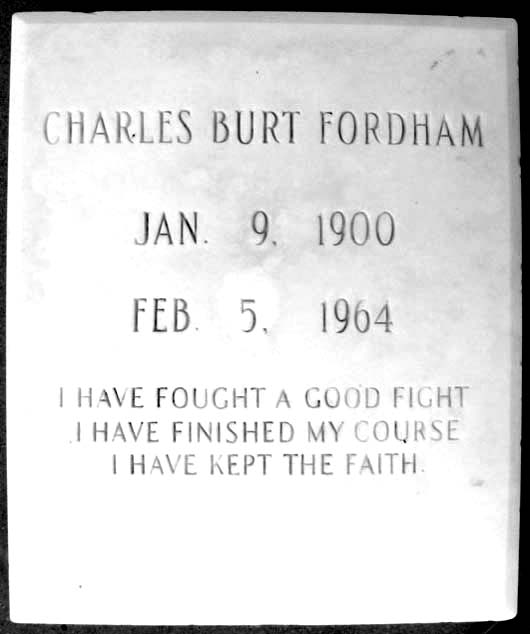 CHARLES BURT FORDHAM
JAN. 9, 1900
FEB. 5, 1964
I HAVE FOUGHT A GOOD FIGHT
I HAVE FINISHED MY COURSE
I HAVE KEPT THE FAITH.